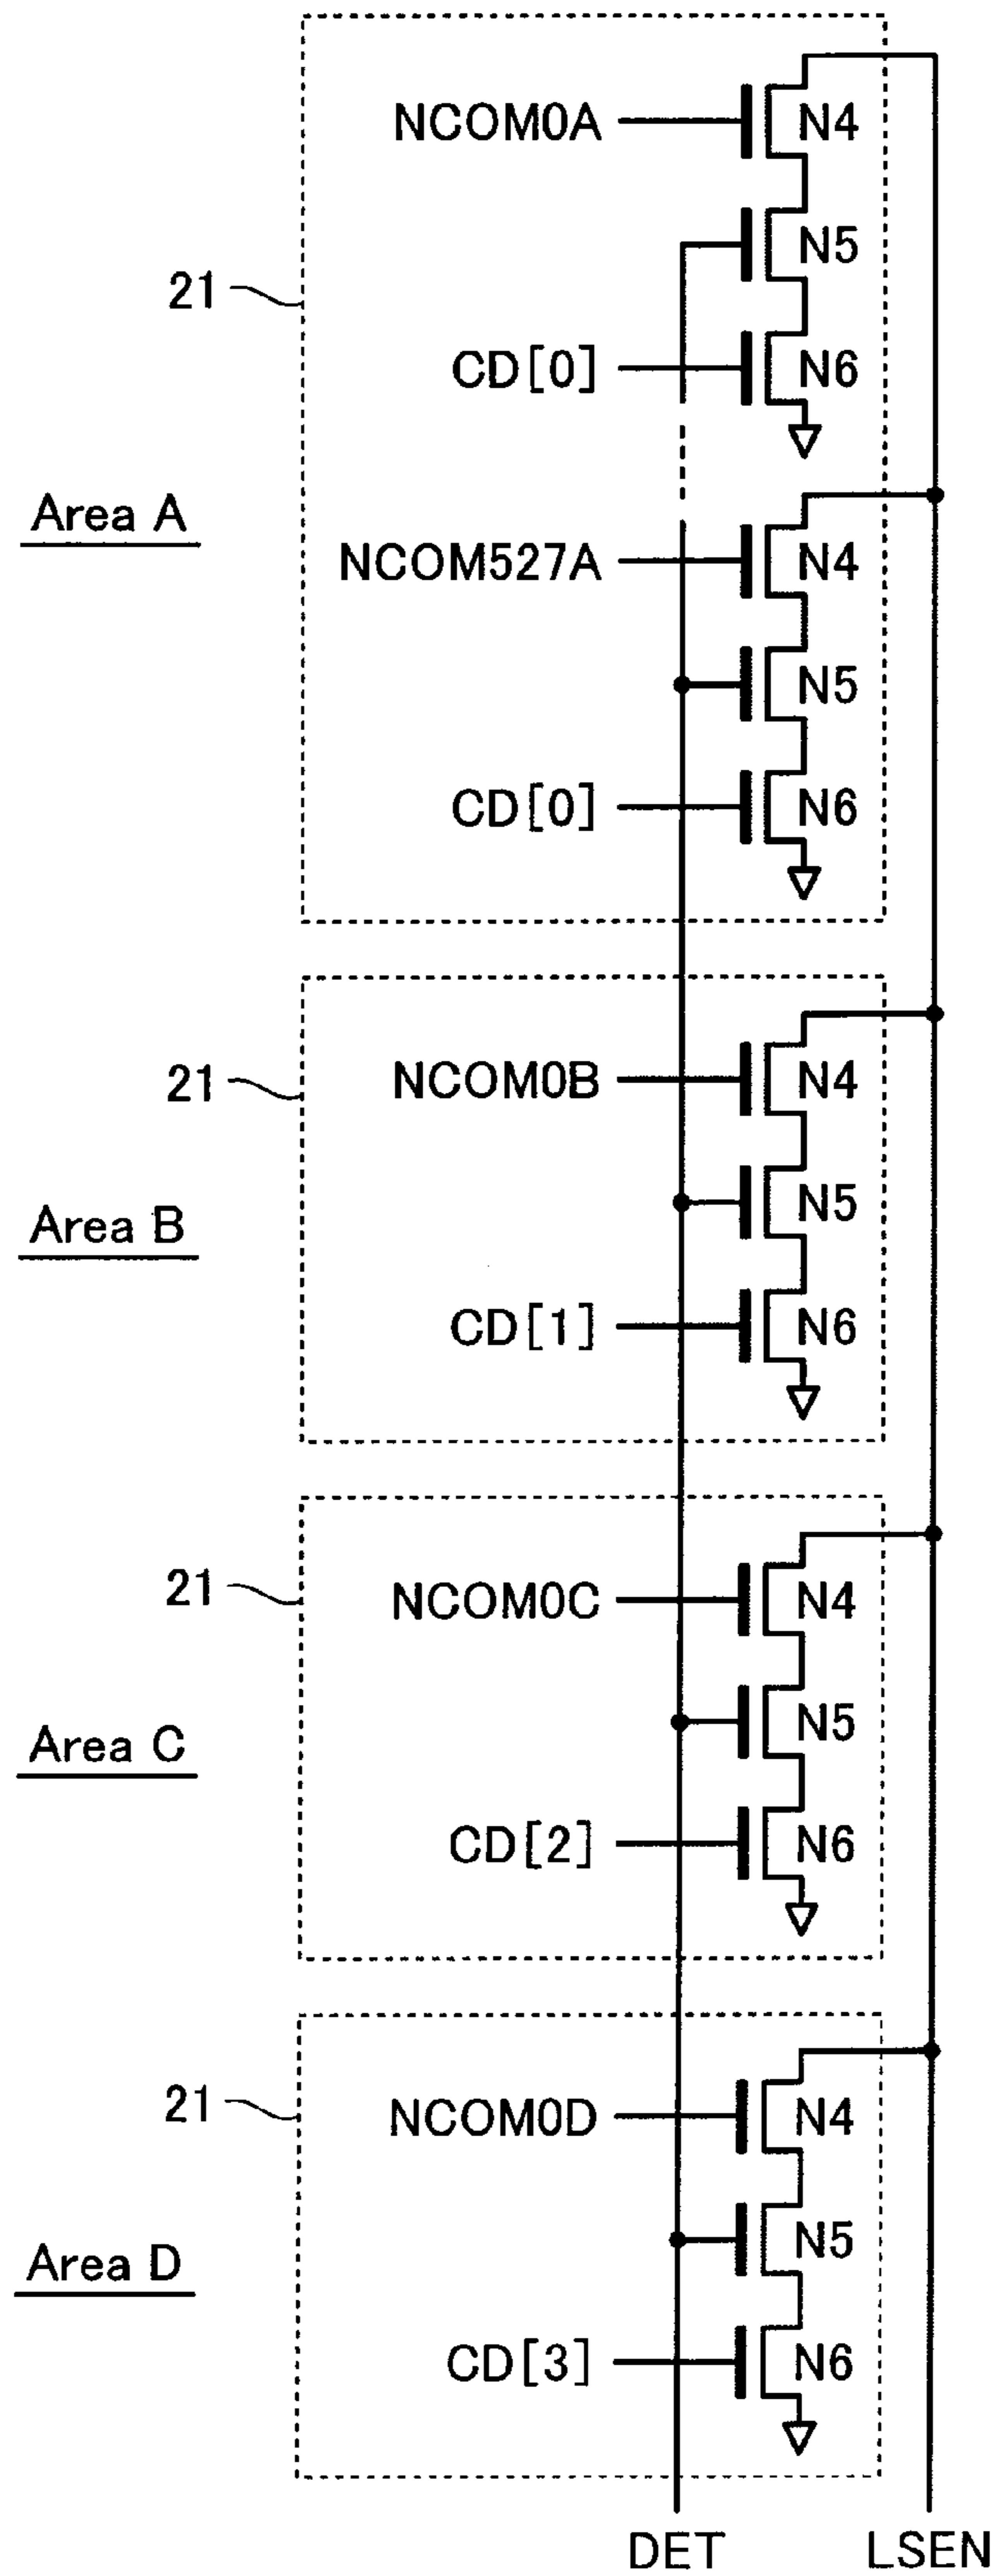 NCOM0A
N4
N5
21
CD[0]
N6
Area A
NCOM527A
N4
N5
CD[0]
N6
NCOM0B
N4
21
N5
Area B
CD[1]
N6
21
NCOM0C
N4
N5
Area C
CD[2]
N6
21
NCOM0D
N4
N5
Area D
CD[3]
N6
DET
LSEN